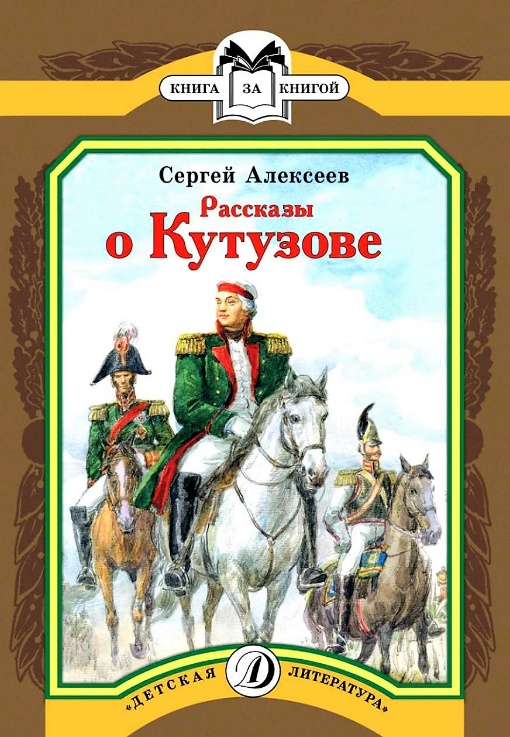 КНИГА ЗА КНИГОЙ
Сергей Алексеев
Рассказы
о Кутузове
«ДЕТСКАЯ ЛИТЕРАТУРА»